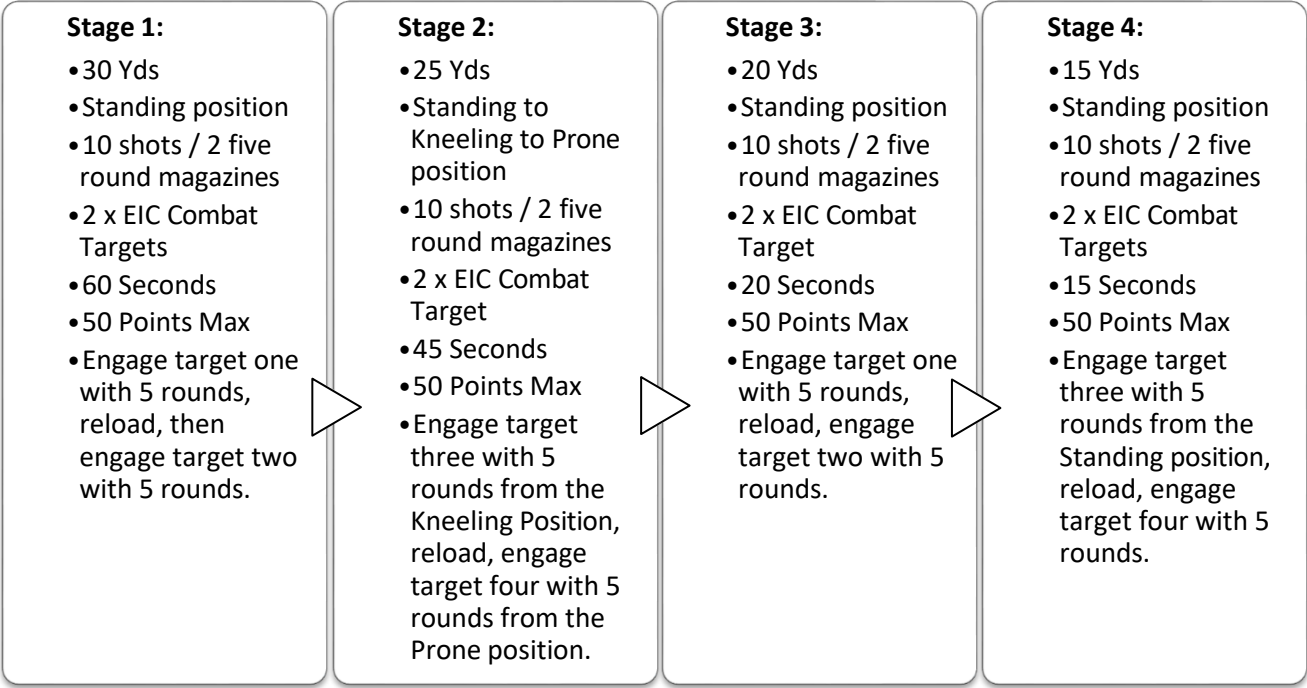 Stage 1:
•30 Yds
•Standing position
•10 shots / 2 five
round magazines
•2 x EIC Combat
Targets
•60 Seconds
•50 Points Max
•Engage target one
with 5 rounds,
reload, then
engage target two
with 5 rounds.
Stage 2:
•25 Yds
•Standing to
Kneeling to Prone
position
•10 shots / 2 five
round magazines
•2 x EIC Combat
Target
•45 Seconds
•50 Points Max
•Engage target
three with 5
rounds from the
Kneeling Position,
reload, engage
target four with 5
rounds from the
Prone position.
Stage 3:
•20 Yds
•Standing position
•10 shots / 2 five
round magazines
•2 x EIC Combat
Target
•20 Seconds
•50 Points Max
•Engage target one
with 5 rounds,
reload, engage
target two with 5
rounds.
Stage 4:
•15 Yds
•Standing position
•10 shots / 2 five
round magazines
•2 x EIC Combat
Targets
•15 Seconds
•50 Points Max
•Engage target
three with 5
rounds from the
Standing position,
reload, engage
target four with 5
rounds.